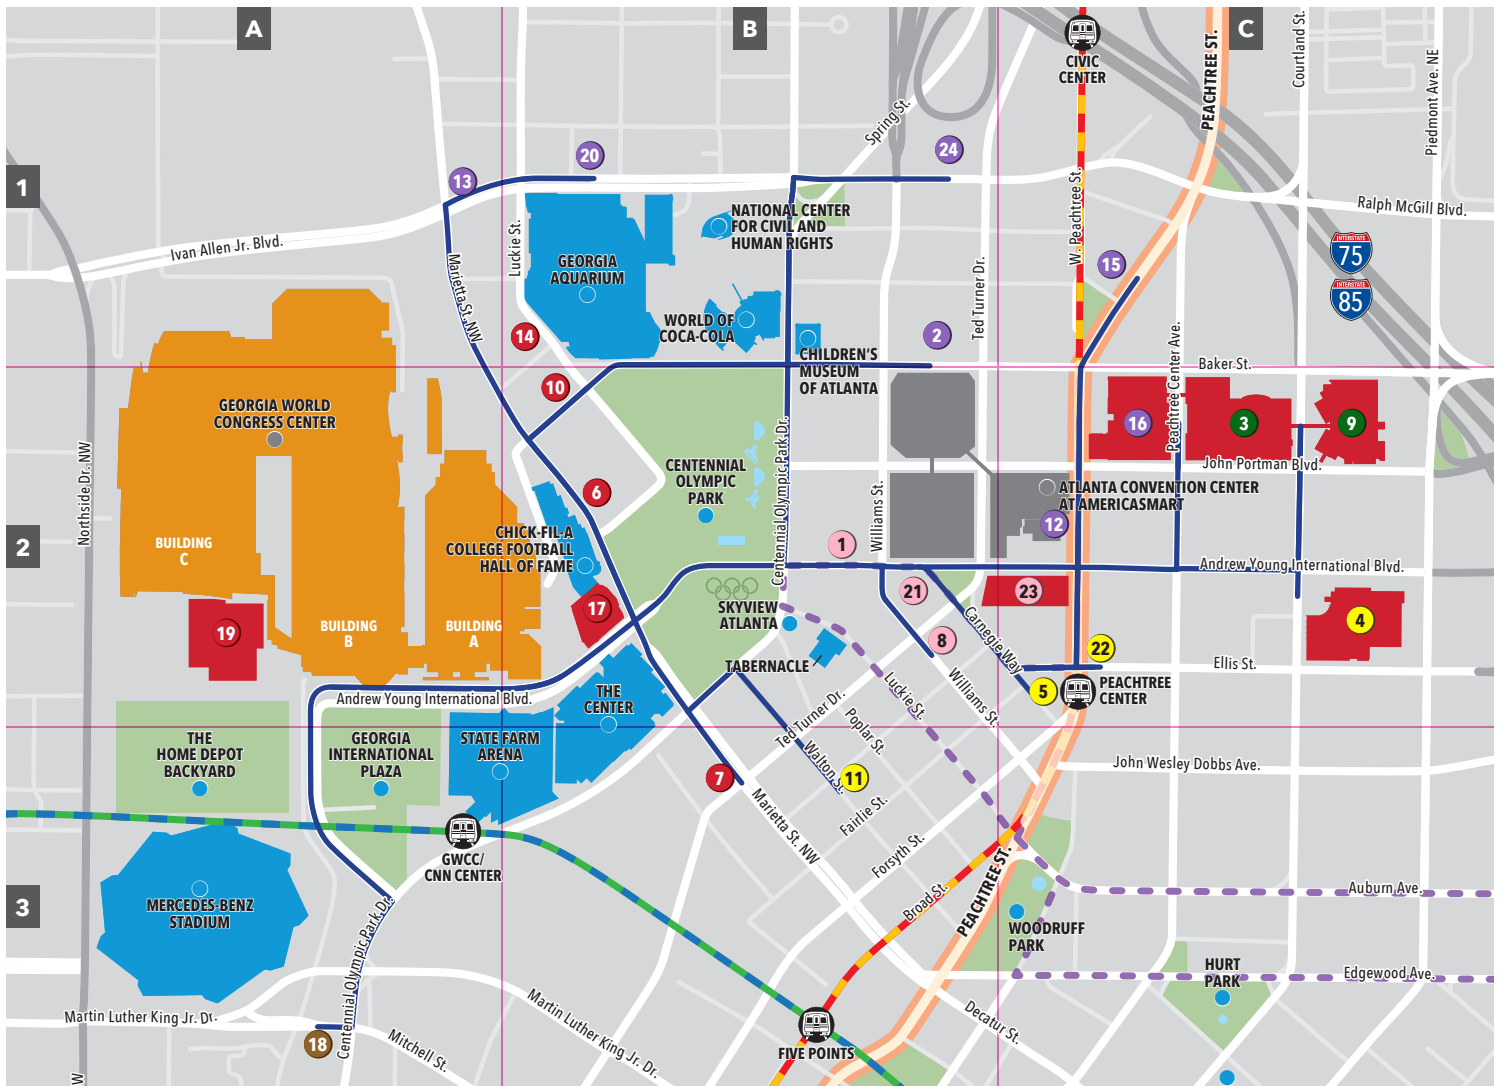 A
B
C
1
2
3
CIVIC
CENTER
PEACHTREE ST.
Courtland St.
Piedmont Ave. NE
Spring St.
20
24
13
W. Peachtree St.
Ralph McGill Blvd.
NATIONAL CENTER
FOR CIVIL AND
HUMAN RIGHTS
Ivan Allen Jr. Blvd.
Luckie St.
Marietta St. NW
GEORGIA
AQUARIUM
Ted Turner Dr.
15
INTERSTATE
75
INTERSTATE
85
WORLD OF
COCA-COLA
14
2
CHILDREN'S
MUSEUM
OF ATLANTA
Peachtree Center Ave.
Baker St.
10
GEORGIA WORLD
CONGRESS CENTER
16
3
9
Northside Dr. NW
Centennial Olympic Park Dr.
CENTENNIAL
OLYMPIC
PARK
John Portman Blvd.
6
ATLANTA CONVENTION CENTER
AT AMERICASMART
12
Williams St.
CHICK-FIL-A
COLLEGE FOOTBALL
HALL OF FAME
BUILDING
C
1
Andrew Young International Blvd.
21
23
17
SKYVIEW
ATLANTA
19
BUILDING
B
BUILDING
A
8
Carnegie Way
4
22
TABERNACLE
Ellis St.
5
PEACHTREE
CENTER
Andrew Young International Blvd.
THE
CENTER
Luckie St.
Williams St.
Ted Turner Dr.
Poplar St.
THE
HOME DEPOT
BACKYARD
GEORGIA
INTERNATIONAL
PLAZA
STATE FARM
ARENA
Walton St.
7
11
John Wesley Dobbs Ave.
Marietta St. NW
Fairlie St.
Forsyth St.
GWCC/
CNN CENTER
Broad St.
PEACHTREE ST.
Auburn Ave.
MERCEDES-BENZ
STADIUM
WOODRUFF
PARK
Centennial Olympic Park Dr.
HURT
PARK
Edgewood Ave.
Martin Luther King Jr. Dr.
Martin Luther King Jr. Dr.
Decatur St.
18
Mitchell St.
FIVE POINTS
W